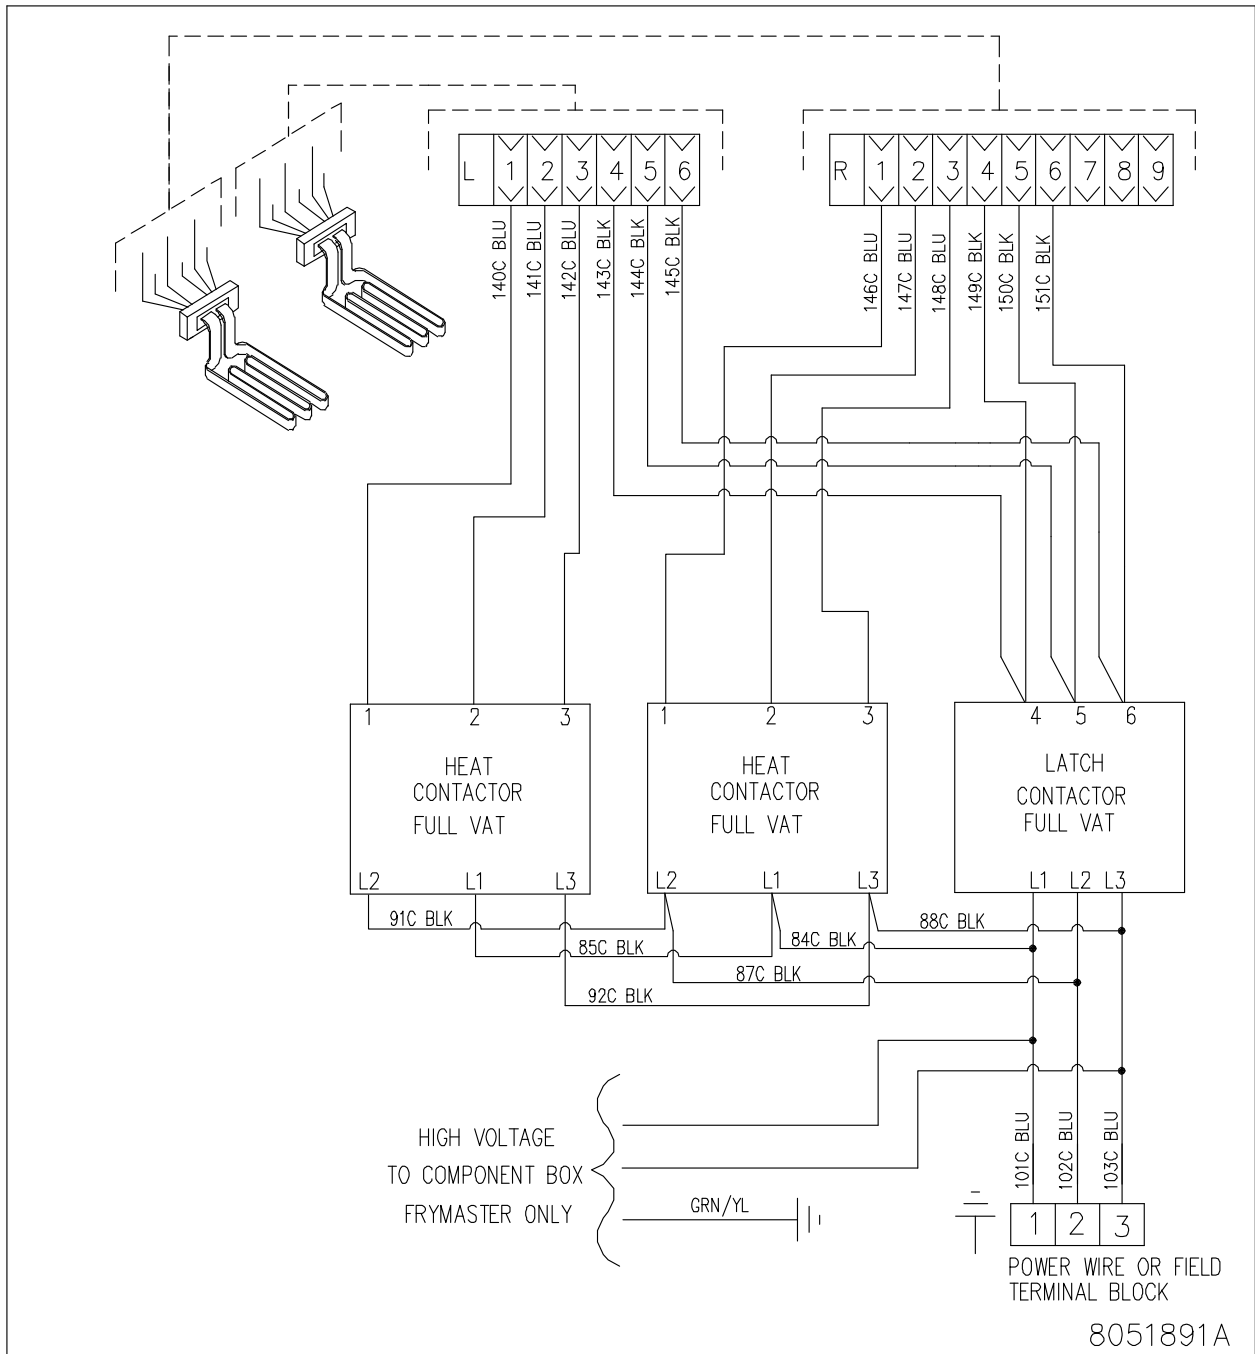 L 1 2 3 4 5 6
R 1 2 3 4 5 6 7 8 9
140C BLU
141C BLU
142C BLU
143C BLK
144C BLK
145C BLK
146C BLU
147C BLU
148C BLU
149C BLK
150C BLK
151C BLK
1 2 3
HEAT
CONTACTOR
FULL VAT
L2 L1 L3
1 2 3
HEAT
CONTACTOR
FULL VAT
L2 L1 L3
4 5 6
LATCH
CONTACTOR
FULL VAT
L1 L2 L3
91C BLK
85C BLK
92C BLK
84C BLK
87C BLK
88C BLK
HIGH VOLTAGE
TO COMPONENT BOX
FRYMASTER ONLY
GRN/YL
101C BLU
102C BLU
103C BLU
1 2 3
POWER WIRE OR FIELD
TERMINAL BLOCK
8051891A